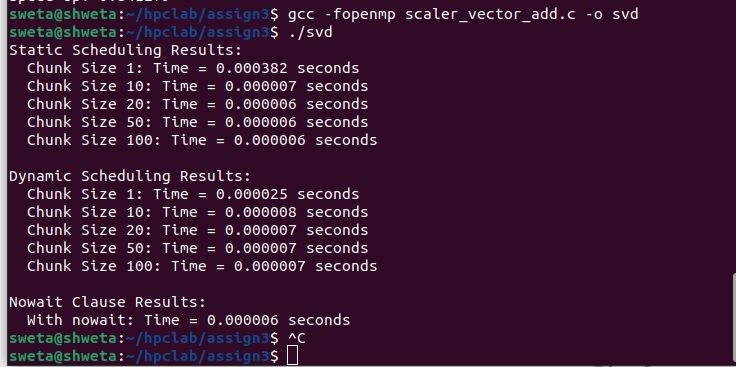 sweta@shweta:~/hpclab/assign3$ gcc -fopenmp scaler_vector_add.c -o svd
sweta@shweta:~/hpclab/assign3$ ./svd
Static Scheduling Results:
  Chunk Size 1: Time = 0.000382 seconds
  Chunk Size 10: Time = 0.000007 seconds
  Chunk Size 20: Time = 0.000006 seconds
  Chunk Size 50: Time = 0.000006 seconds
  Chunk Size 100: Time = 0.000006 seconds

Dynamic Scheduling Results:
  Chunk Size 1: Time = 0.000025 seconds
  Chunk Size 10: Time = 0.000008 seconds
  Chunk Size 20: Time = 0.000007 seconds
  Chunk Size 50: Time = 0.000007 seconds
  Chunk Size 100: Time = 0.000007 seconds

Nowait Clause Results:
  With nowait: Time = 0.000006 seconds
sweta@shweta:~/hpclab/assign3$ ^C
sweta@shweta:~/hpclab/assign3$